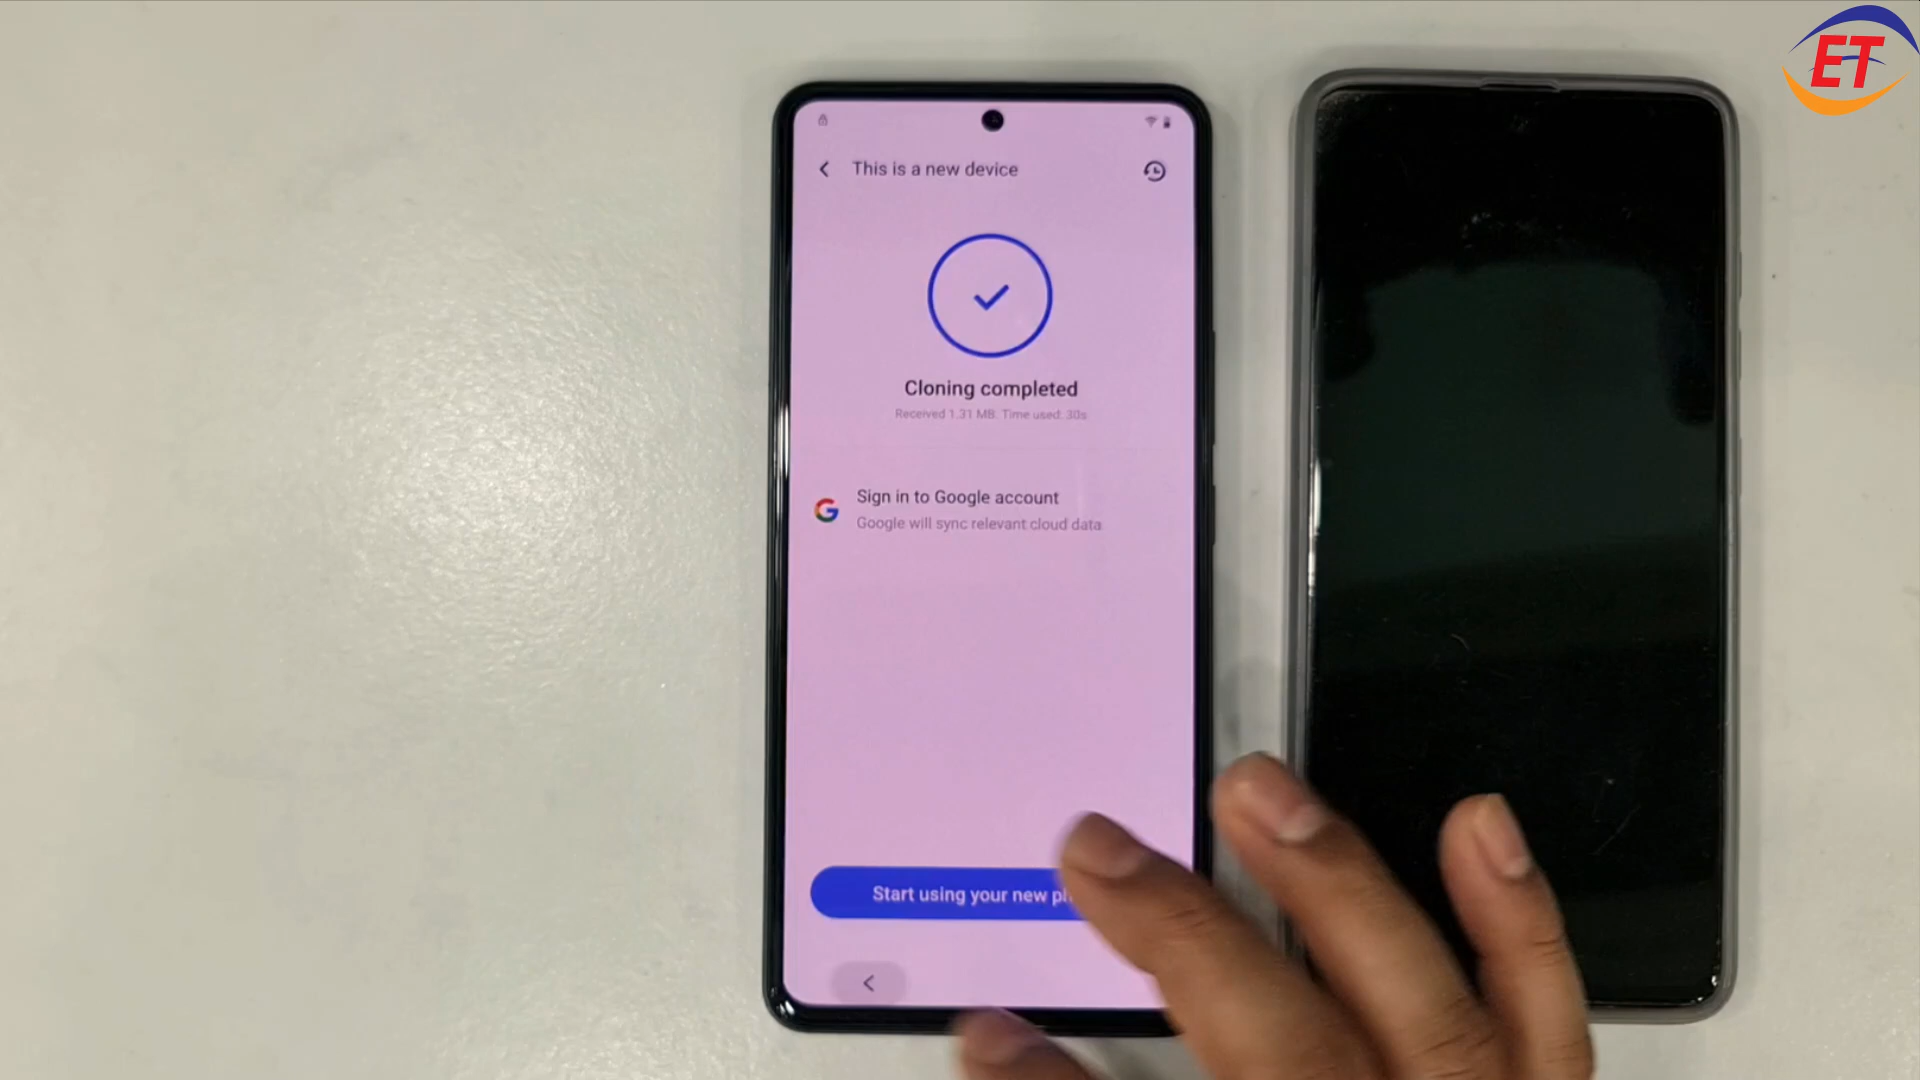 ET
This is a new device
Cloning completed
Received 1.31 MB. Time used: 30s
Sign in to Google account
Google will sync relevant cloud data
Start using your new